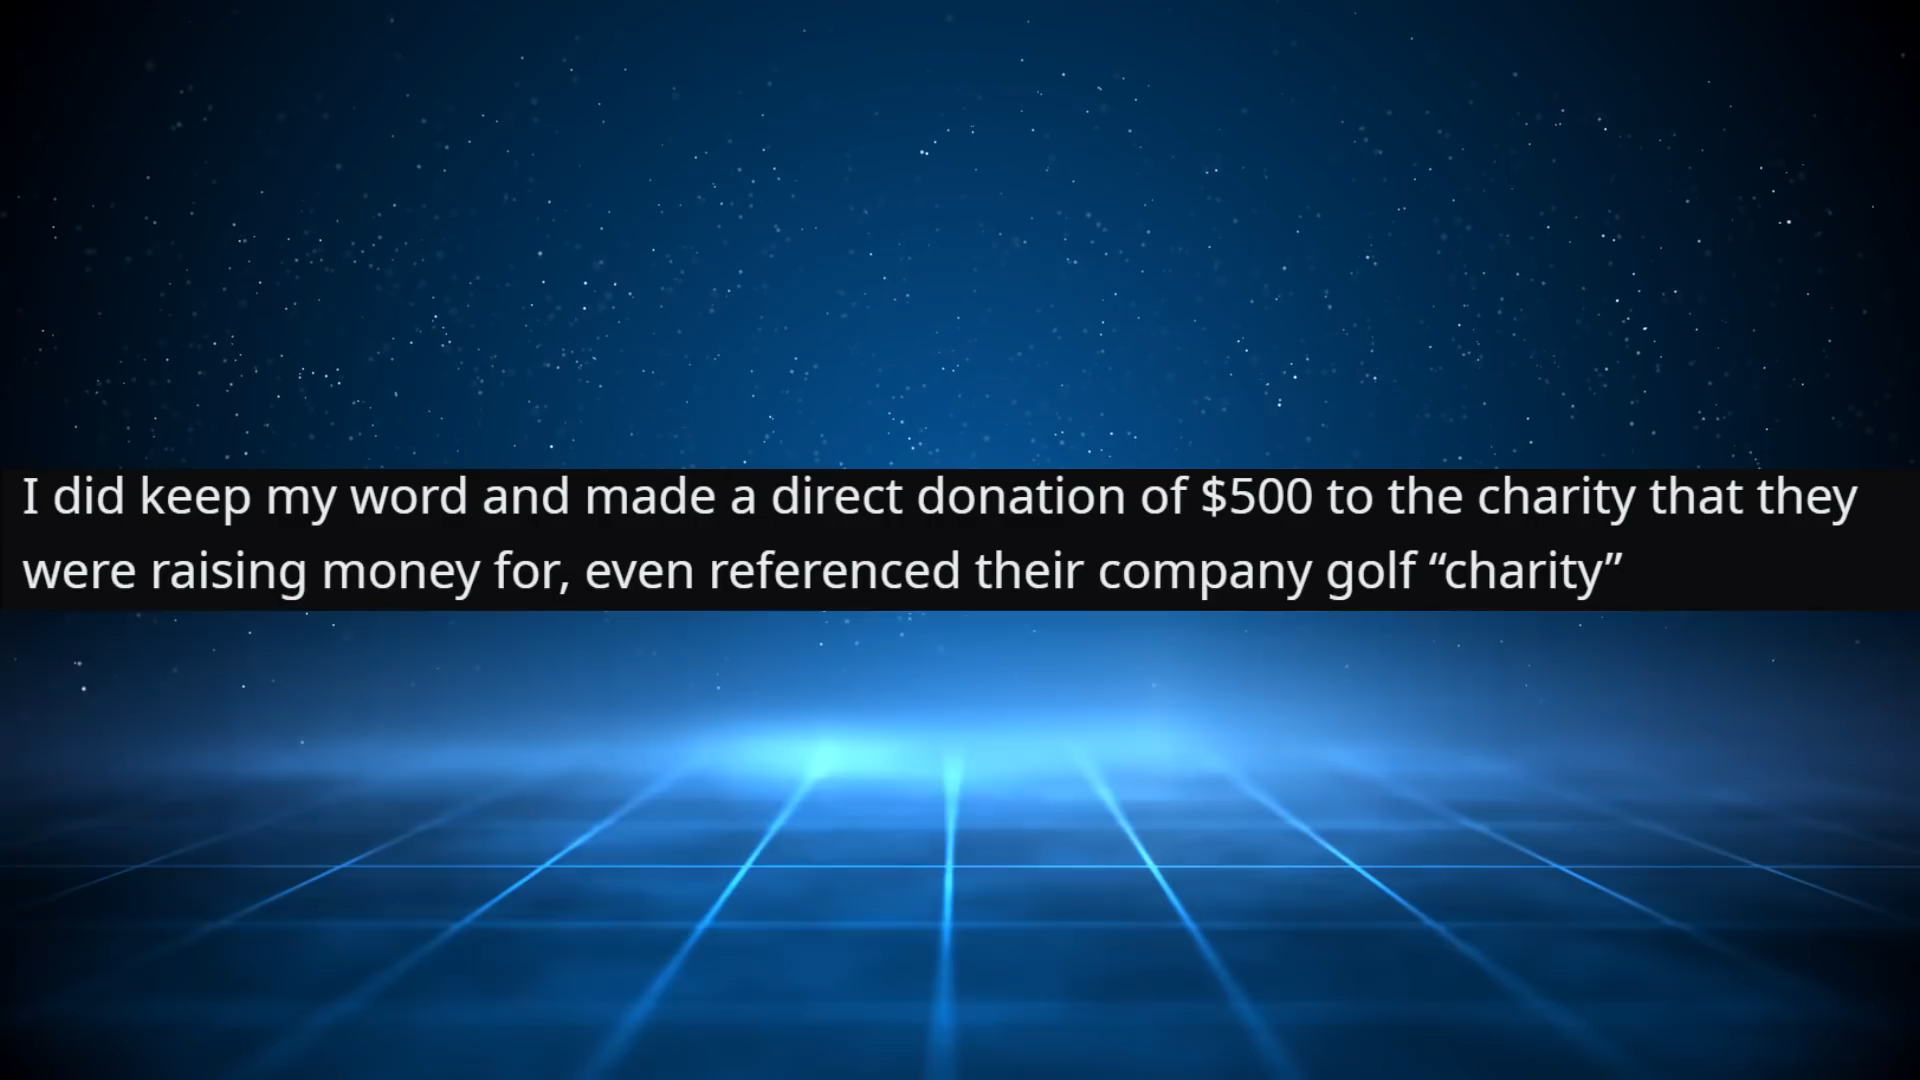 I did keep my word and made a direct donation of $500 to the charity that they
were raising money for, even referenced their company golf “charity”